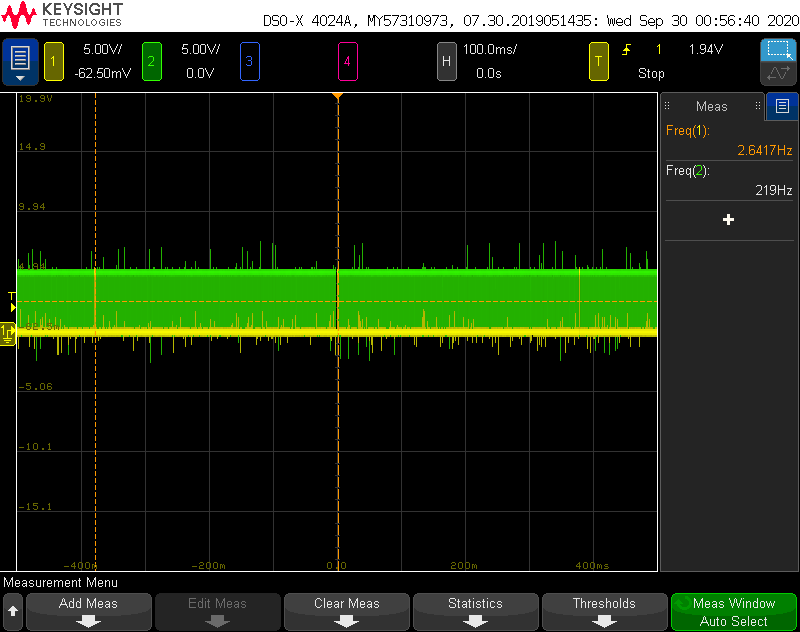 KEYSIGHT
TECHNOLOGIES
DSO-X 4024A, MY57310973, 07.30.2019051435: Wed Sep 30 00:56:40 2020
1 5.00V/ 2 5.00V/ 3 4 H 100.0ms/ T 1 1.94V
-62.50mV 0.0V 0.0s Stop
19.9V
14.9
9.94
4.94
T
1
-5.06
-10.1
-15.1
-400m -200m 0.0 200m 400ms
Meas
Freq(1):
2.6417Hz
Freq(2):
219Hz
+
Measurement Menu
Add Meas Edit Meas Clear Meas Statistics Thresholds Meas Window
Auto Select